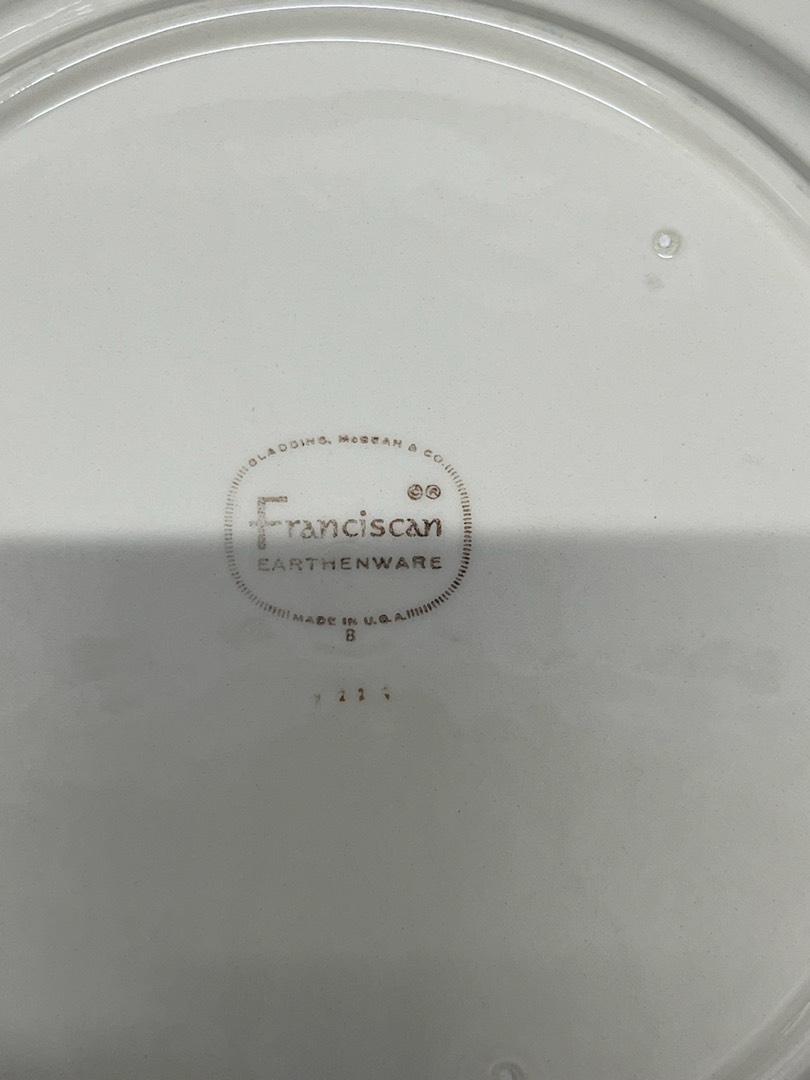 GLADDING, McBEAN & CO.
©®
Franciscan
EARTHENWARE
MADE IN U.S.A.
B